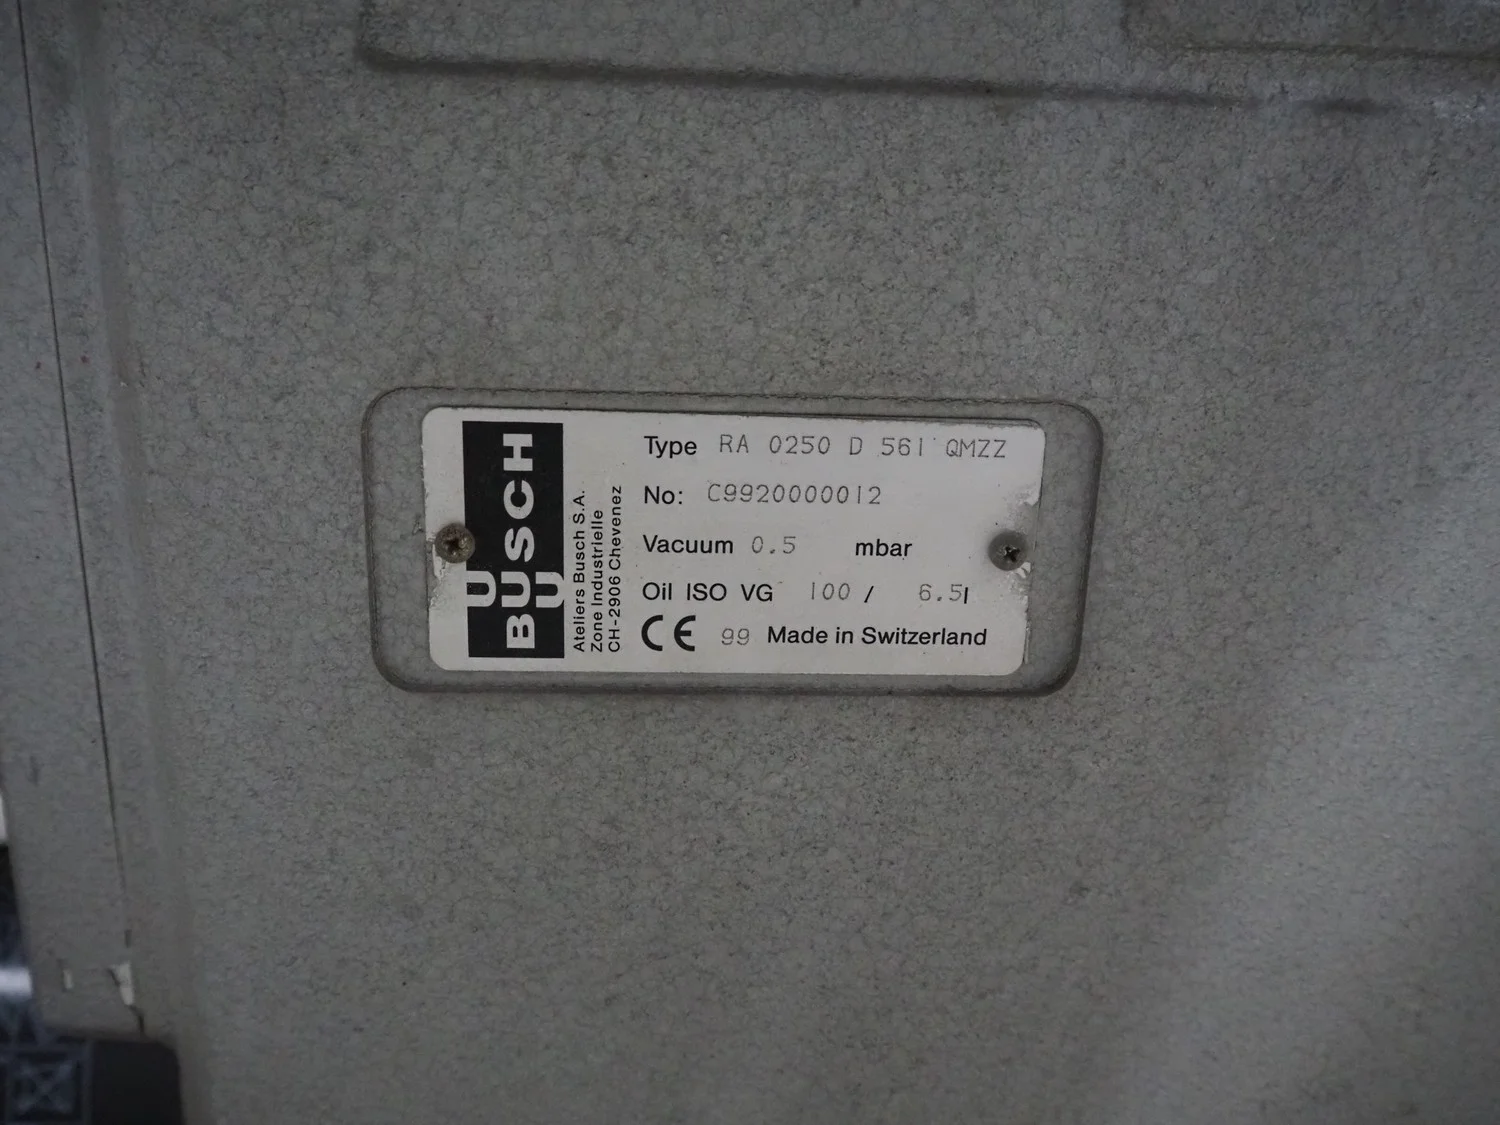 U
BUSCH
U
Ateliers Busch S.A.
Zone Industrielle
CH-2906 Chevenez
Type RA 0250 D 561 QMZZ
No: C9920000012
Vacuum 0.5 mbar
Oil ISO VG 100 / 6.5l
CE 99 Made in Switzerland